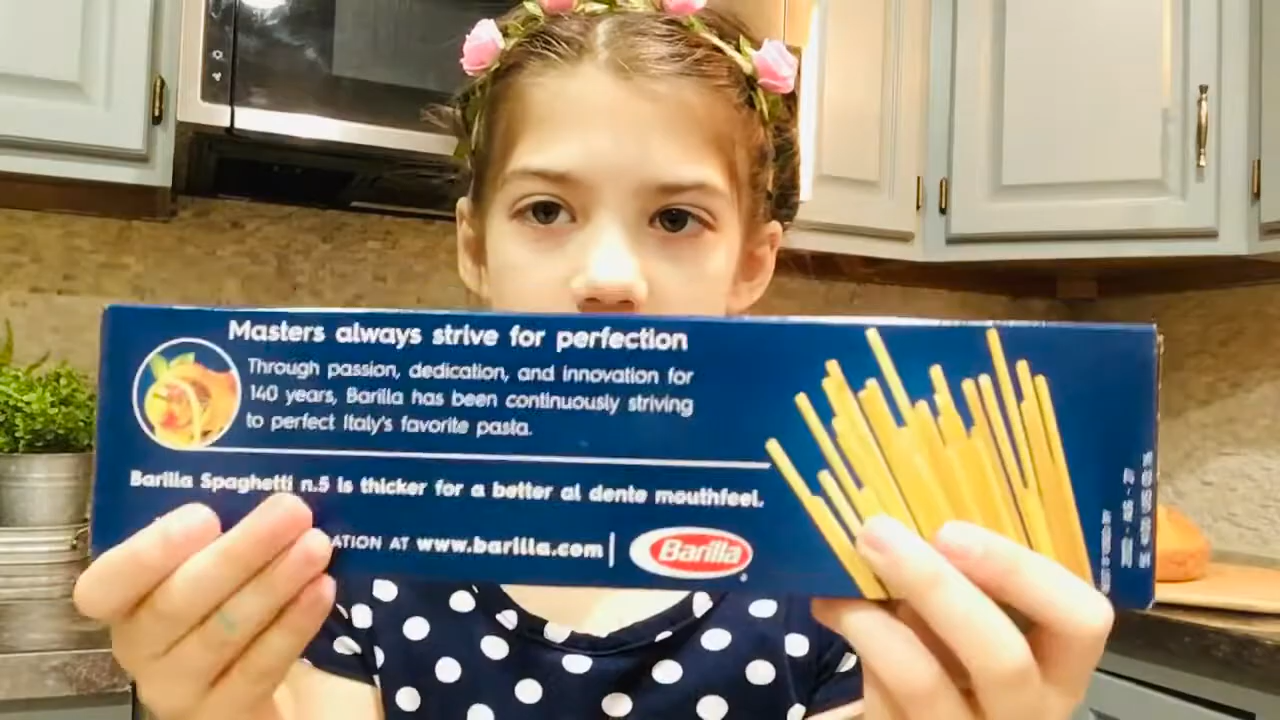 Masters always strive for perfection
Through passion, dedication, and innovation for
140 years, Barilla has been continuously striving
to perfect Italy's favorite pasta.
Barilla Spaghetti n.5 is thicker for a better al dente mouthfeel.
ATION AT www.barilla.com
Barilla